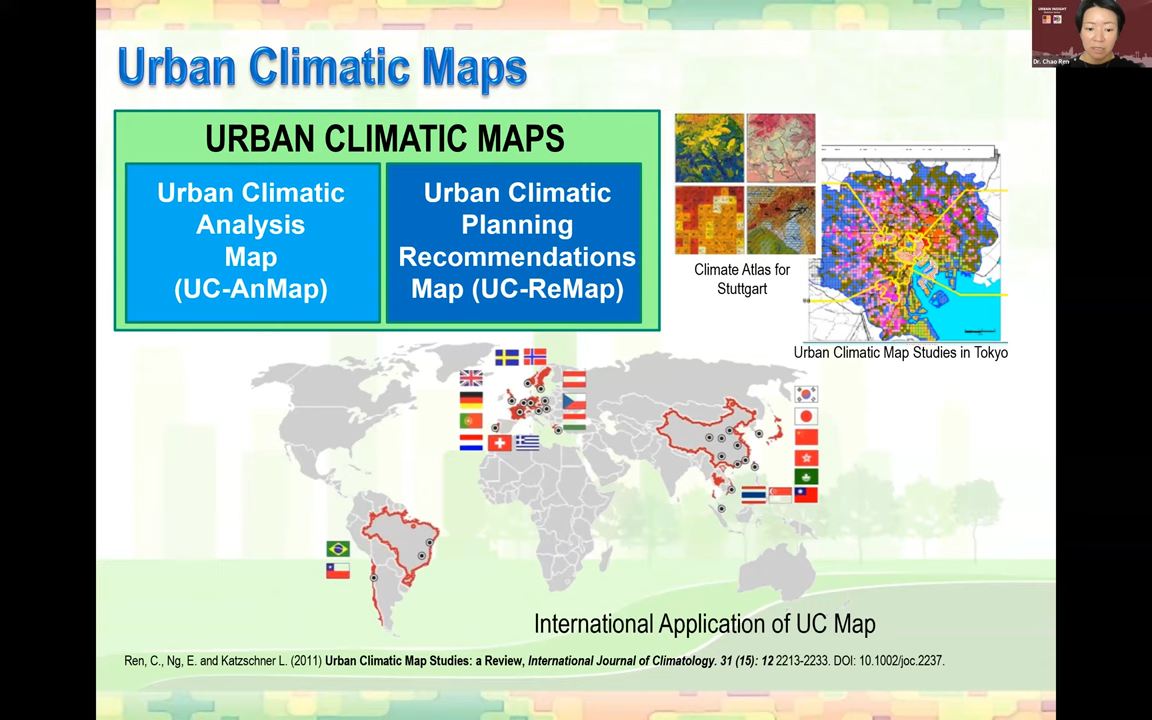 Urban Climatic Maps
URBAN CLIMATIC MAPS
Urban Climatic
Analysis
Map
(UC-AnMap)
Urban Climatic
Planning
Recommendations
Map (UC-ReMap)
Climate Atlas for
Stuttgart
Urban Climatic Map Studies in Tokyo
International Application of UC Map
Ren, C., Ng, E. and Katzschner L. (2011) Urban Climatic Map Studies: a Review, International Journal of Climatology. 31 (15): 12 2213-2233. DOI: 10.1002/joc.2237.
URBAN INSIGHT
Dr. Chao Ren